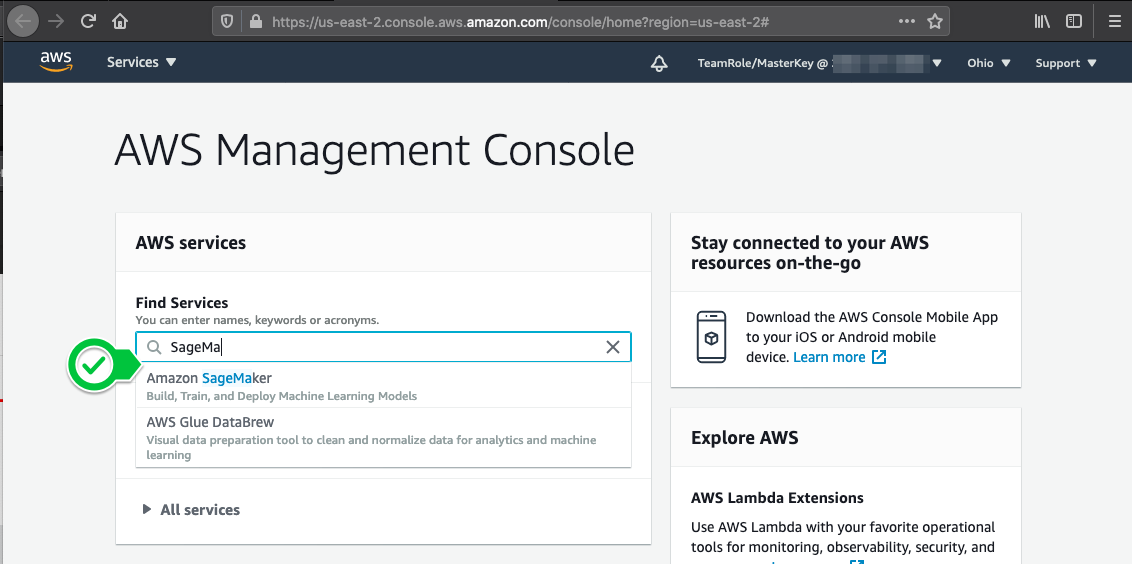 https://us-east-2.console.aws.amazon.com/console/home?region=us-east-2#
aws
Services
TeamRole/MasterKey @
Ohio
Support
AWS Management Console
AWS services
Find Services
You can enter names, keywords or acronyms.
SageMa
Amazon SageMaker
Build, Train, and Deploy Machine Learning Models
AWS Glue DataBrew
Visual data preparation tool to clean and normalize data for analytics and machine
learning
All services
Stay connected to your AWS
resources on-the-go
Download the AWS Console Mobile App
to your iOS or Android mobile
device. Learn more
Explore AWS
AWS Lambda Extensions
Use AWS Lambda with your favorite operational
tools for monitoring, observability, security, and